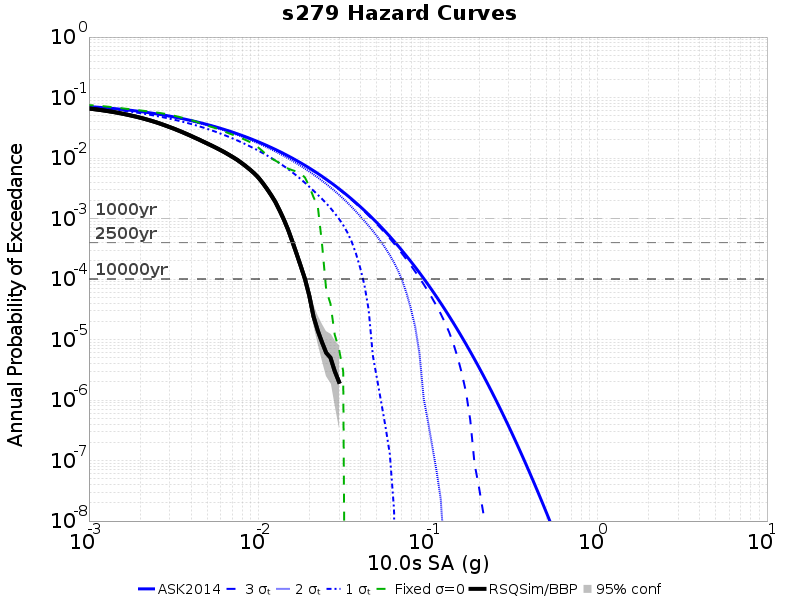 s279 Hazard Curves
Annual Probability of Exceedance
10^0
10^-1
10^-2
10^-3
10^-4
10^-5
10^-6
10^-7
10^-8
1000yr
2500yr
10000yr
10^-3 10^-2 10^-1 10^0 10^1
10.0s SA (g)
ASK2014 3 σₜ 2 σₜ 1 σₜ Fixed σ=0 RSQSim/BBP 95% conf